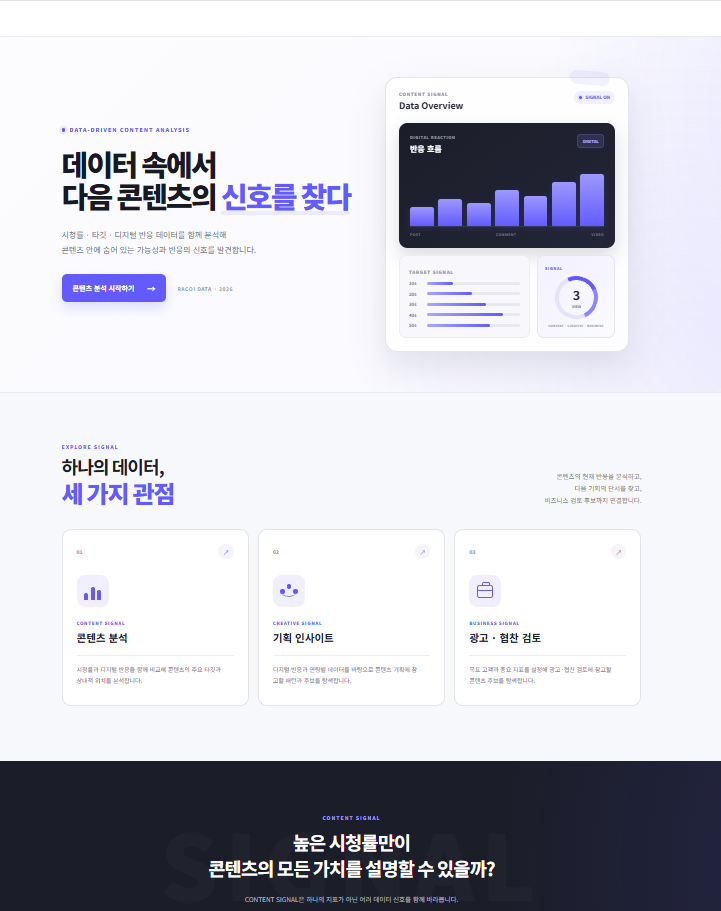 DATA-DRIVEN CONTENT ANALYSIS
데이터 속에서
다음 콘텐츠의 신호를 찾다
시청률 · 타깃 · 디지털 반응 데이터를 함께 분석해
콘텐츠 안에 숨어 있는 가능성과 반응의 신호를 발견합니다.
콘텐츠 분석 시작하기 →
RACOI DATA · 2026
CONTENT SIGNAL
Data Overview
SIGNAL ON
DIGITAL REACTION
반응 흐름
DIGITAL
POST COMMENT VIDEO
TARGET SIGNAL
10s
20s
30s
40s
50s
SIGNAL
3
VIEW
EXPLORE SIGNAL
하나의 데이터,
세 가지 관점
콘텐츠의 현재 반응을 분석하고,
다음 기획의 단서를 찾고,
비즈니스 검토 후보까지 연결합니다.
01
CONTENT SIGNAL
콘텐츠 분석
시청률과 디지털 반응을 함께 비교해 콘텐츠의 주요 타깃과
상대적 위치를 분석합니다.
02
CREATIVE SIGNAL
기획 인사이트
디지털 반응과 연령별 데이터를 바탕으로 콘텐츠 기획에 참
고할 패턴과 후보를 탐색합니다.
03
BUSINESS SIGNAL
광고 · 협찬 검토
목표 고객과 중요 지표를 설정해 광고·협찬 검토에 참고할
콘텐츠 후보를 탐색합니다.
CONTENT SIGNAL
SIGNAL
높은 시청률만이
콘텐츠의 모든 가치를 설명할 수 있을까?
CONTENT SIGNAL은 하나의 지표가 아닌 여러 데이터 신호를 함께 바라봅니다.